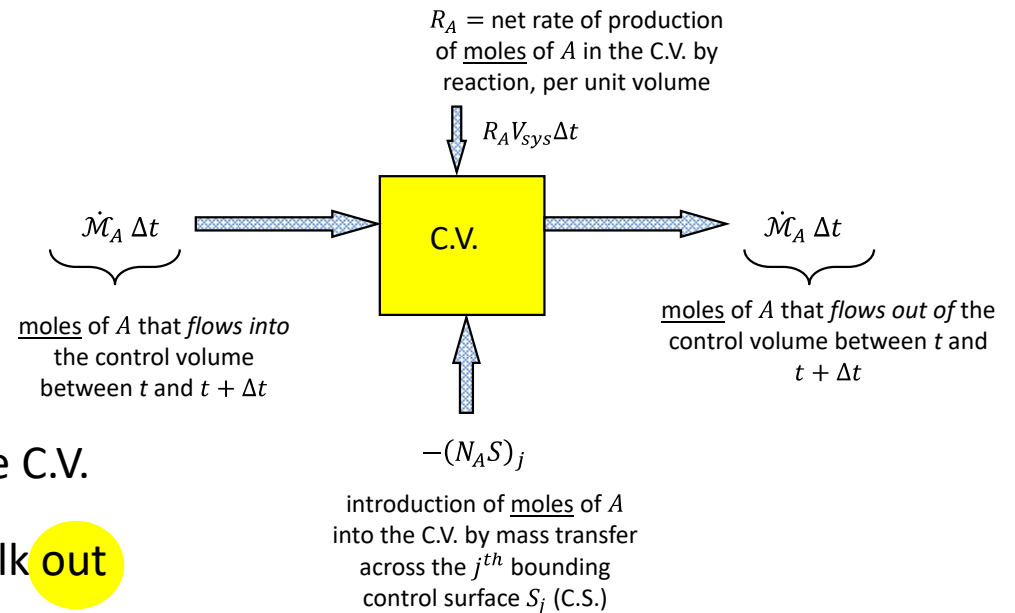 R_A = net rate of production
of moles of A in the C.V. by
reaction, per unit volume
R_A V_{sys} Δt
ℳ̇_A Δt
C.V.
ℳ̇_A Δt
moles of A that flows into
the control volume
between t and t + Δt
moles of A that flows out of the
control volume between t and
t + Δt
−(N_A S)_j
introduction of moles of A
into the C.V. by mass transfer
across the j^{th} bounding
control surface S_j (C.S.)
e C.V.
lk out